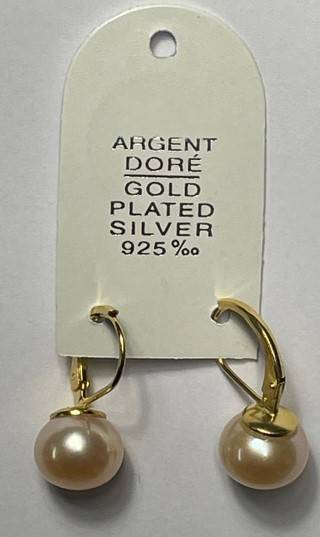 ARGENT
DORÉ
GOLD
PLATED
SILVER
925 ‰